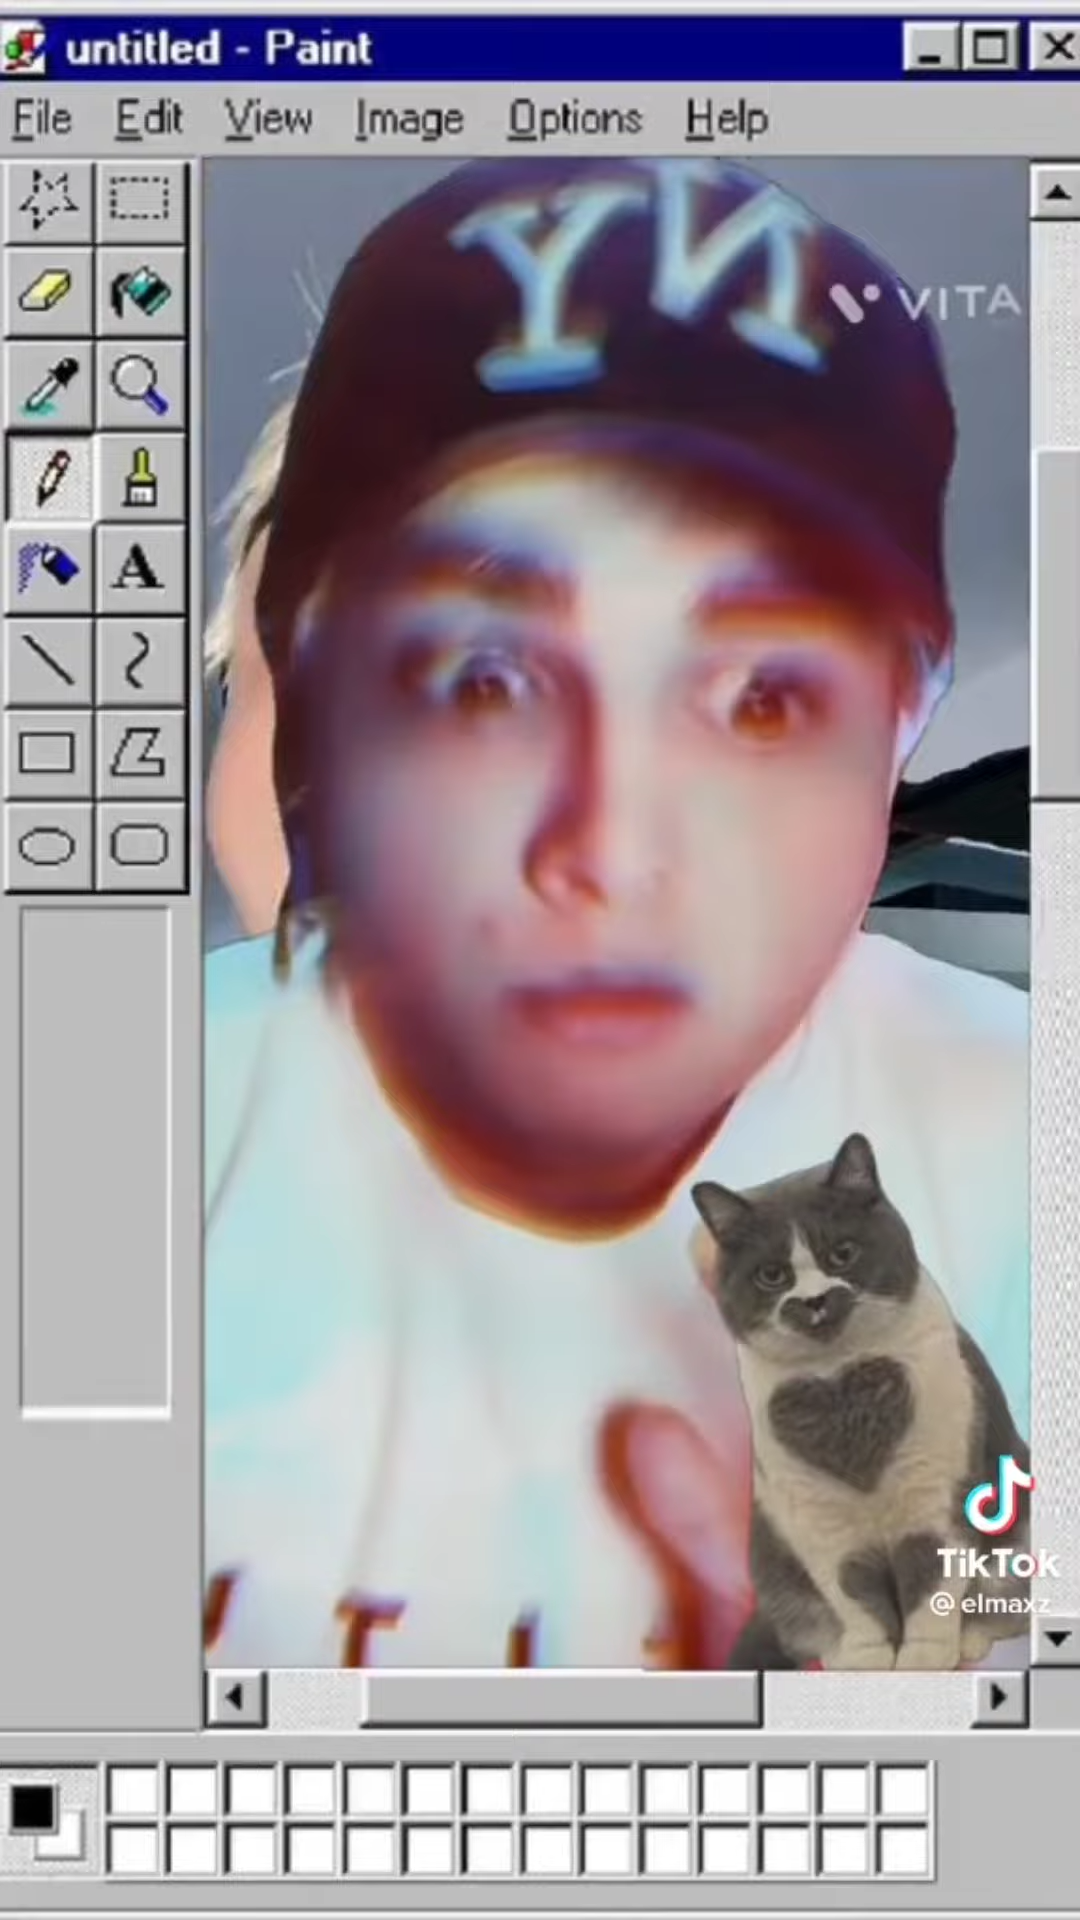 untitled - Paint
File Edit View Image Options Help
YN
VITA
A
TikTok
@elmaxz